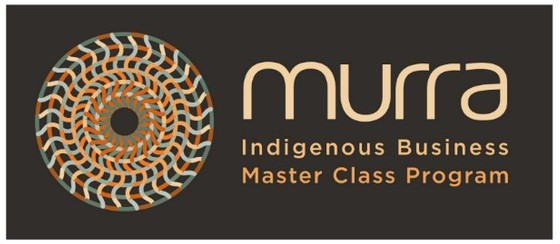 murra
Indigenous Business
Master Class Program